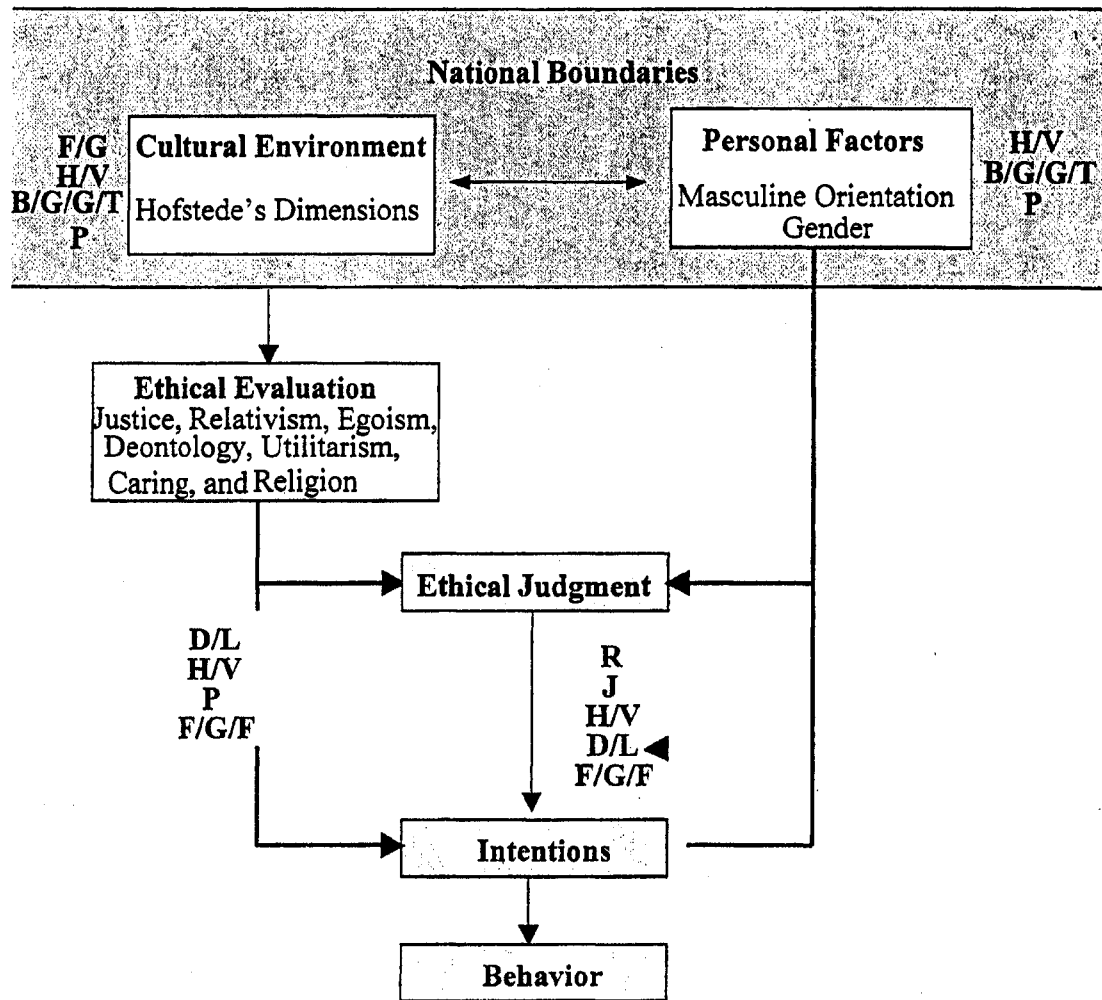 National Boundaries
F/G
H/V
B/G/G/T
P
Cultural Environment
Hofstede's Dimensions
Personal Factors
Masculine Orientation
Gender
H/V
B/G/G/T
P
Ethical Evaluation
Justice, Relativism, Egoism,
Deontology, Utilitarism,
Caring, and Religion
Ethical Judgment
D/L
H/V
P
F/G/F
R
J
H/V
D/L
F/G/F
Intentions
Behavior